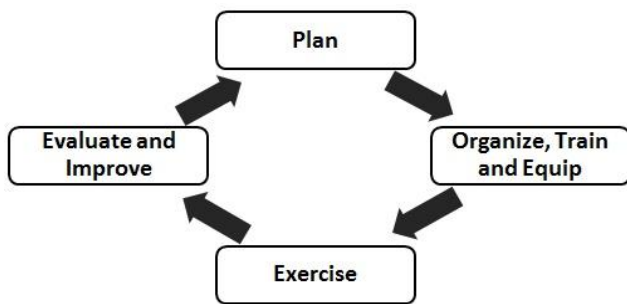 Plan
Organize, Train
and Equip
Exercise
Evaluate and
Improve